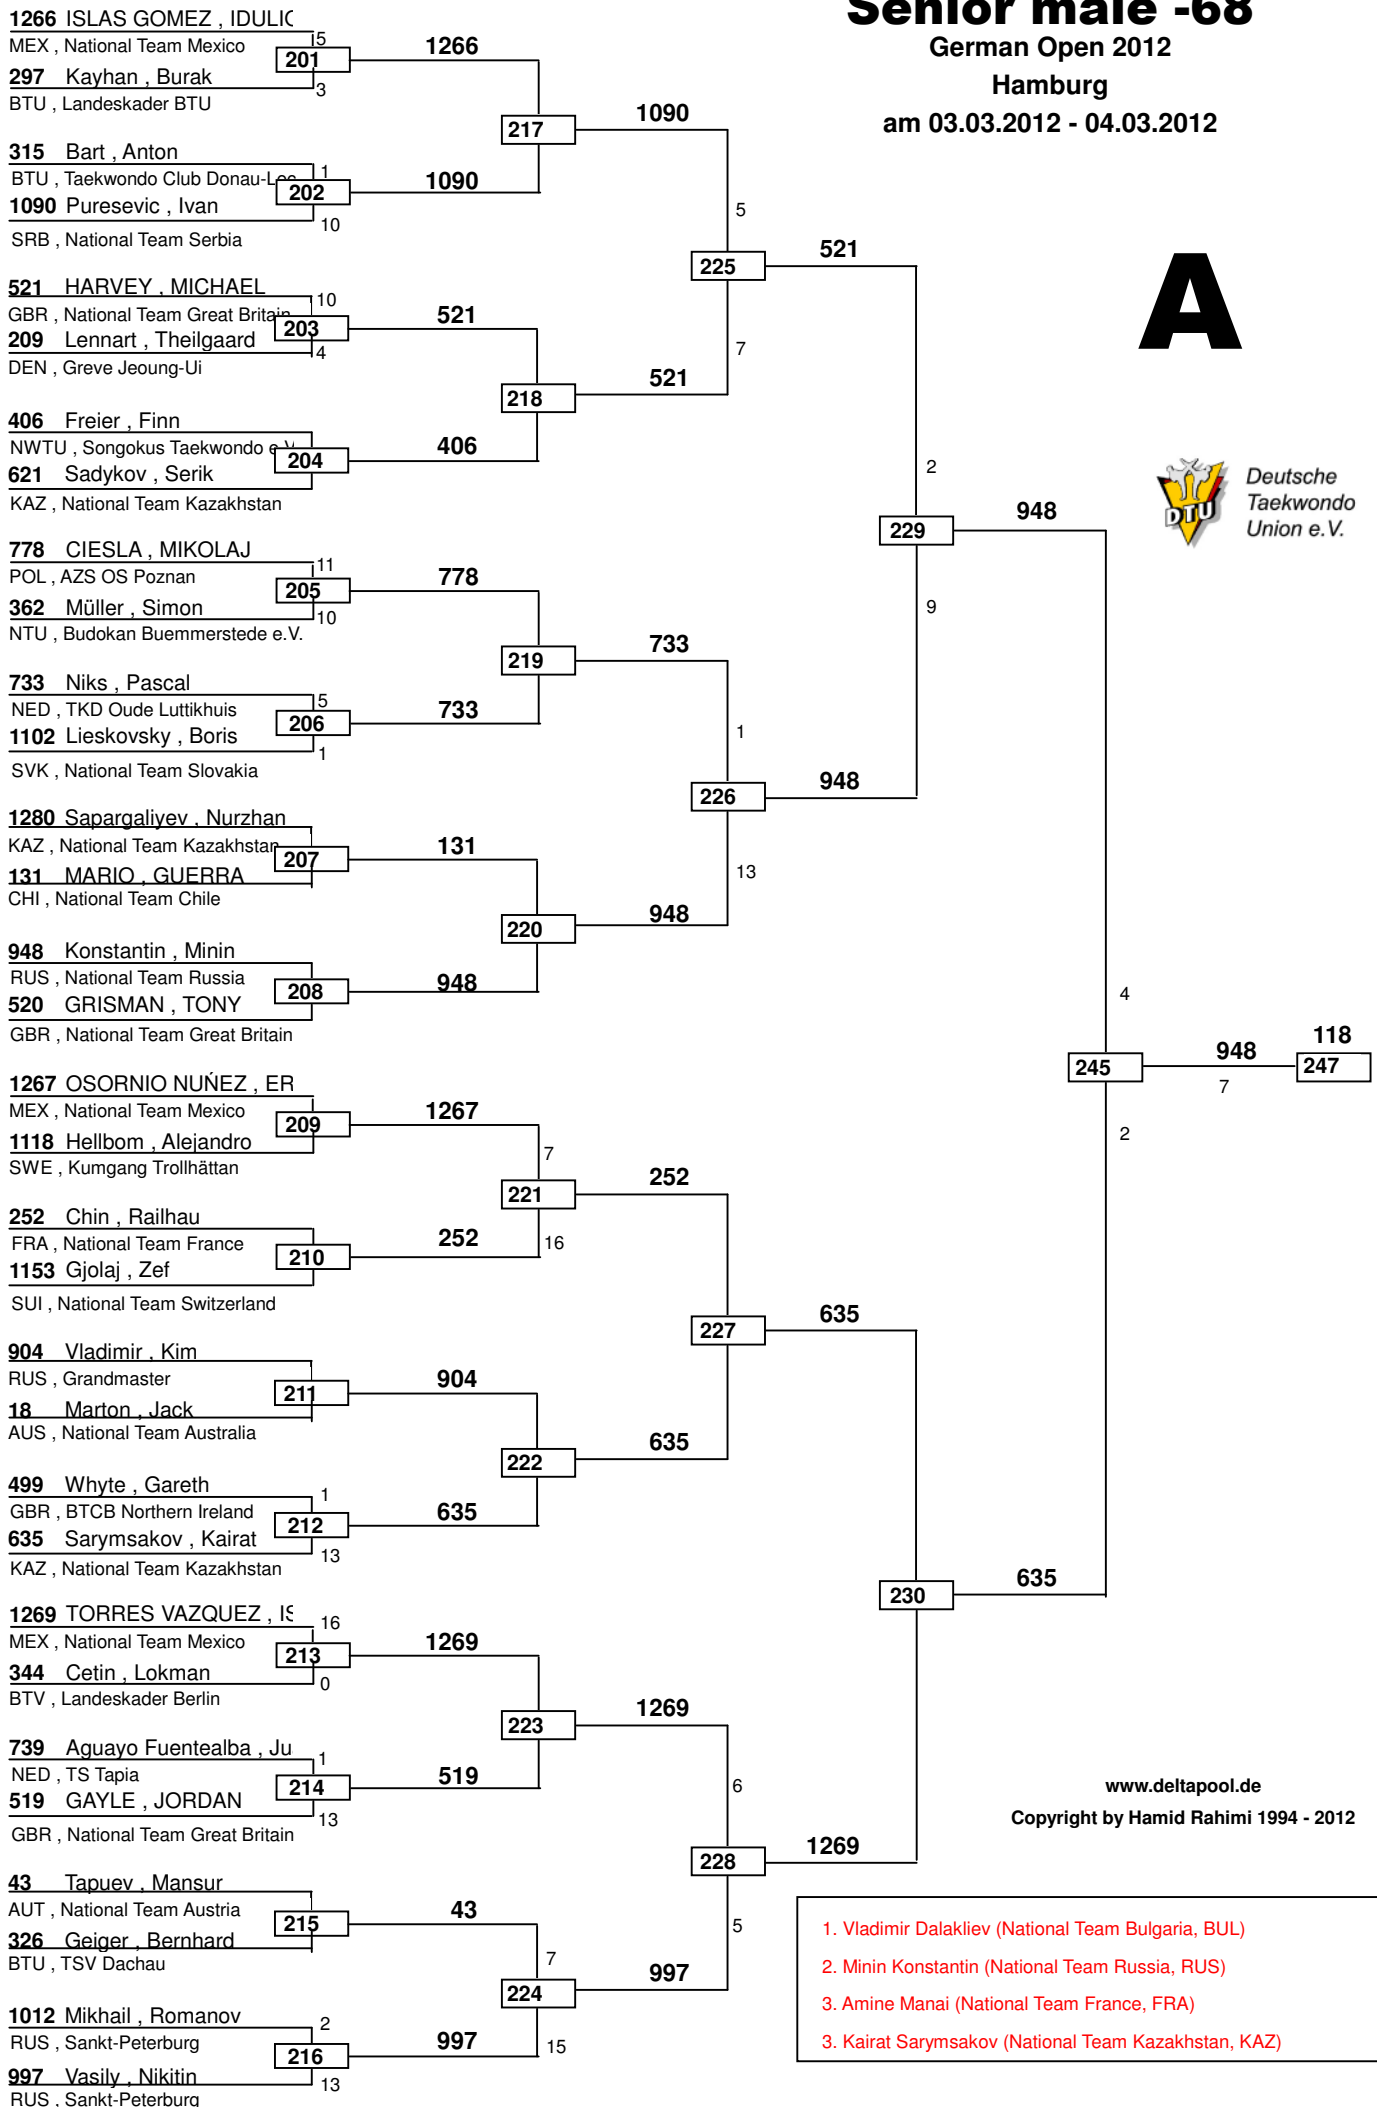 Senior male -68
German Open 2012
Hamburg
am 03.03.2012 - 04.03.2012
A
DTU
Deutsche
Taekwondo
Union e.V.
1266 ISLAS GOMEZ , IDULIC
5
MEX , National Team Mexico
201
1266
297 Kayhan , Burak
3
BTU , Landeskader BTU
217
1090
315 Bart , Anton
1
BTU , Taekwondo Club Donau-Lec
202
1090
1090 Puresevic , Ivan
10
SRB , National Team Serbia
5
225
521
521 HARVEY , MICHAEL
10
GBR , National Team Great Britain
203
521
209 Lennart , Theilgaard
4
DEN , Greve Jeoung-Ui
7
218
521
406 Freier , Finn
NWTU , Songokus Taekwondo e.V.
204
406
621 Sadykov , Serik
KAZ , National Team Kazakhstan
2
229
948
778 CIESLA , MIKOLAJ
11
POL , AZS OS Poznan
205
778
362 Müller , Simon
10
NTU , Budokan Buemmerstede e.V.
9
219
733
733 Niks , Pascal
5
NED , TKD Oude Luttikhuis
206
733
1102 Lieskovsky , Boris
1
SVK , National Team Slovakia
1
226
948
1280 Sapargaliyev , Nurzhan
KAZ , National Team Kazakhstan
207
131
131 MARIO , GUERRA
CHI , National Team Chile
13
220
948
948 Konstantin , Minin
RUS , National Team Russia
208
948
520 GRISMAN , TONY
GBR , National Team Great Britain
4
245
948
7
118
247
2
1267 OSORNIO NUŃEZ , ER
MEX , National Team Mexico
209
1267
1118 Hellbom , Alejandro
SWE , Kumgang Trollhättan
7
221
252
16
252 Chin , Railhau
FRA , National Team France
210
252
1153 Gjolaj , Zef
SUI , National Team Switzerland
227
635
904 Vladimir , Kim
RUS , Grandmaster
211
904
18 Marton , Jack
AUS , National Team Australia
222
635
499 Whyte , Gareth
1
GBR , BTCB Northern Ireland
212
635
635 Sarymsakov , Kairat
13
KAZ , National Team Kazakhstan
230
635
1269 TORRES VAZQUEZ , IS
16
MEX , National Team Mexico
213
1269
344 Cetin , Lokman
0
BTV , Landeskader Berlin
223
1269
739 Aguayo Fuentealba , Ju
1
NED , TS Tapia
214
519
519 GAYLE , JORDAN
13
GBR , National Team Great Britain
6
228
1269
5
43 Tapuev , Mansur
AUT , National Team Austria
215
43
326 Geiger , Bernhard
BTU , TSV Dachau
7
224
997
15
1012 Mikhail , Romanov
2
RUS , Sankt-Peterburg
216
997
997 Vasily , Nikitin
13
RUS , Sankt-Peterburg
www.deltapool.de
Copyright by Hamid Rahimi 1994 - 2012
1. Vladimir Dalakliev (National Team Bulgaria, BUL)
2. Minin Konstantin (National Team Russia, RUS)
3. Amine Manai (National Team France, FRA)
3. Kairat Sarymsakov (National Team Kazakhstan, KAZ)